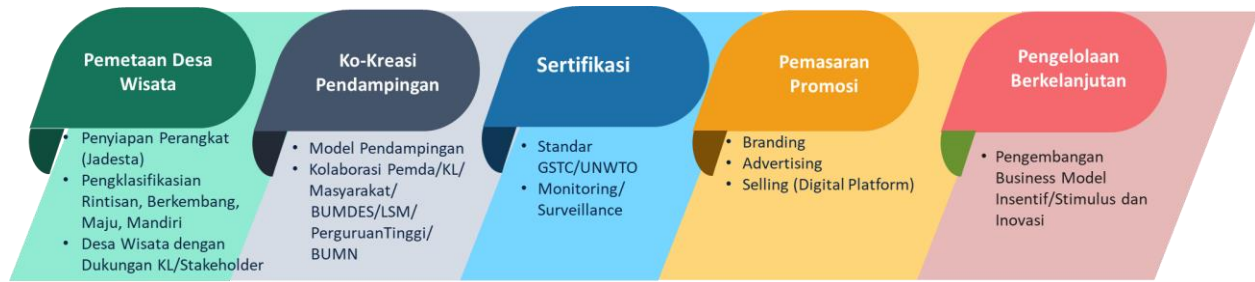 Pemetaan Desa
Wisata
• Penyiapan Perangkat
(Jadesta)
• Pengklasifikasian
Rintisan, Berkembang,
Maju, Mandiri
• Desa Wisata dengan
Dukungan KL/Stakeholder
Ko-Kreasi
Pendampingan
• Model Pendampingan
• Kolaborasi Pemda/KL/
Masyarakat/
BUMDES/LSM/
PerguruanTinggi/
BUMN
Sertifikasi
• Standar
GSTC/UNWTO
• Monitoring/
Surveillance
Pemasaran
Promosi
• Branding
• Advertising
• Selling (Digital Platform)
Pengelolaan
Berkelanjutan
• Pengembangan
Business Model
Insentif/Stimulus dan
Inovasi